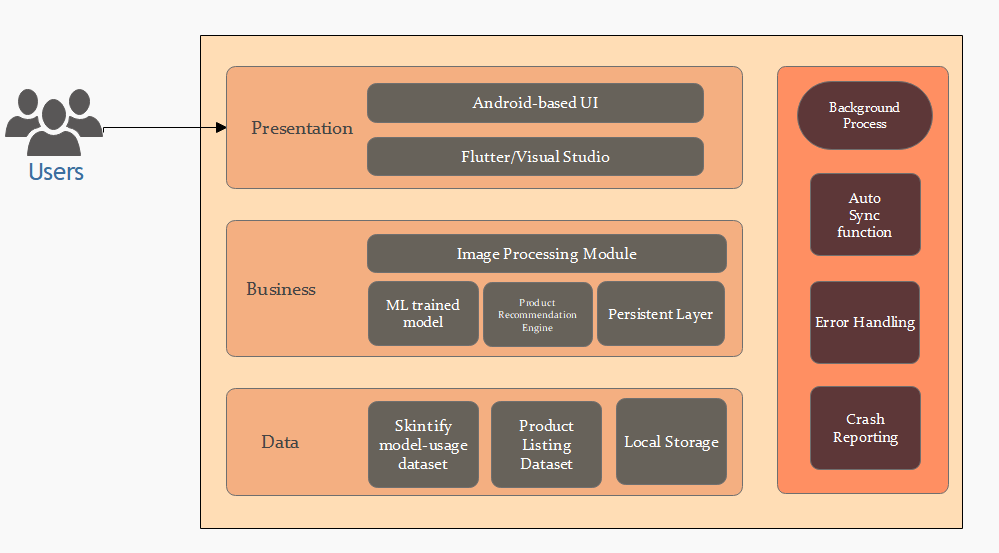 Users
Presentation
Android-based UI
Flutter/Visual Studio
Business
Image Processing Module
ML trained
model
Product
Recommendation
Engine
Persistent Layer
Data
Skintify
model-usage
dataset
Product
Listing
Dataset
Local Storage
Background
Process
Auto
Sync
function
Error Handling
Crash
Reporting